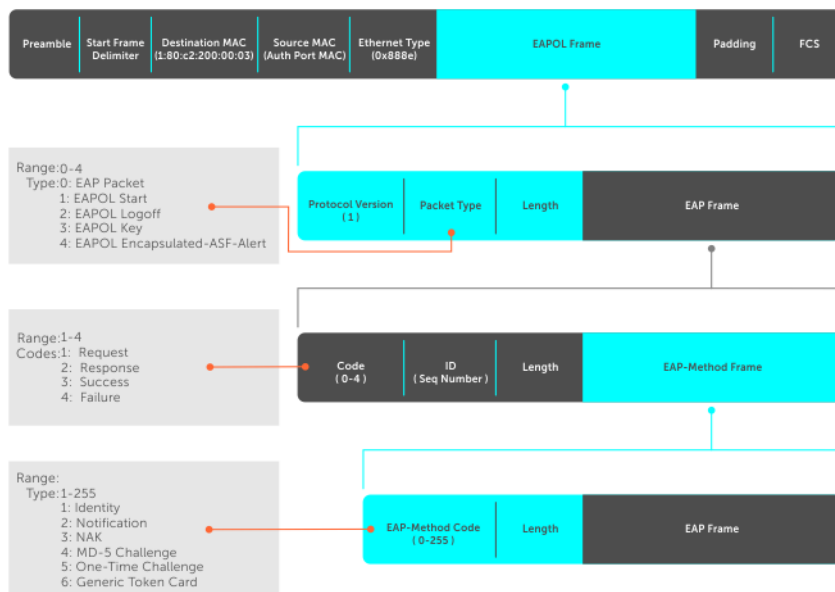 Preamble
Start Frame
Delimiter
Destination MAC
(1:80:c2:200:00:03)
Source MAC
(Auth Port MAC)
Ethernet Type
(0x888e)
EAPOL Frame
Padding
FCS
Range:0-4
Type:0: EAP Packet
1: EAPOL Start
2: EAPOL Logoff
3: EAPOL Key
4: EAPOL Encapsulated-ASF-Alert
Protocol Version
( 1 )
Packet Type
Length
EAP Frame
Range:1-4
Codes:1: Request
2: Response
3: Success
4: Failure
Code
( 0-4 )
ID
( Seq Number )
Length
EAP-Method Frame
Range:
Type:1-255
1: Identity
2: Notification
3: NAK
4: MD-5 Challenge
5: One-Time Challenge
6: Generic Token Card
EAP-Method Code
( 0-255 )
Length
EAP Frame